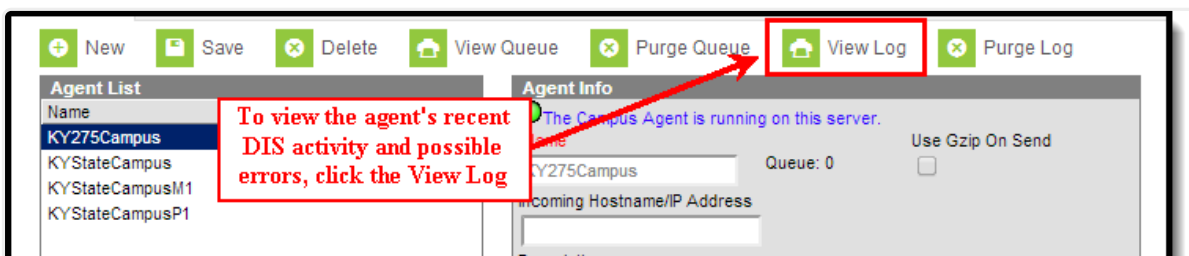 New Save Delete View Queue Purge Queue View Log Purge Log
Agent List
Name
KY275Campus
KYStateCampus
KYStateCampusM1
KYStateCampusP1
To view the agent's recent
DIS activity and possible
errors, click the View Log
Agent Info
The Campus Agent is running on this server.
Name
Use Gzip On Send
KY275Campus
Queue: 0
Incoming Hostname/IP Address